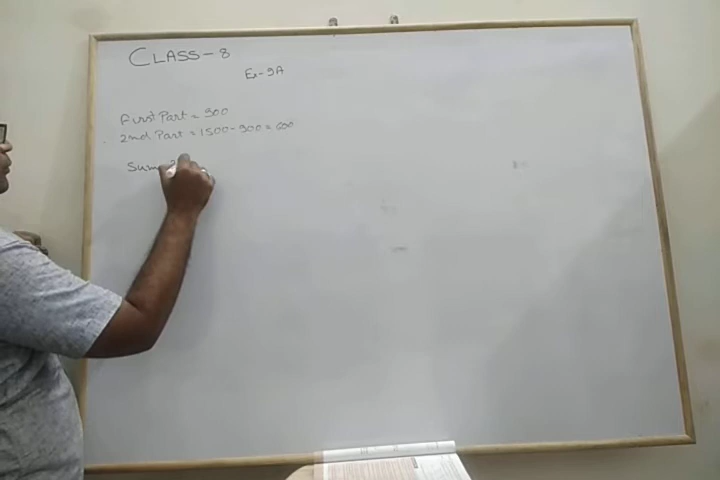 CLASS - 8
Ex - 9A
First Part = 900
2nd Part = 1500 - 900 = 600
Sum